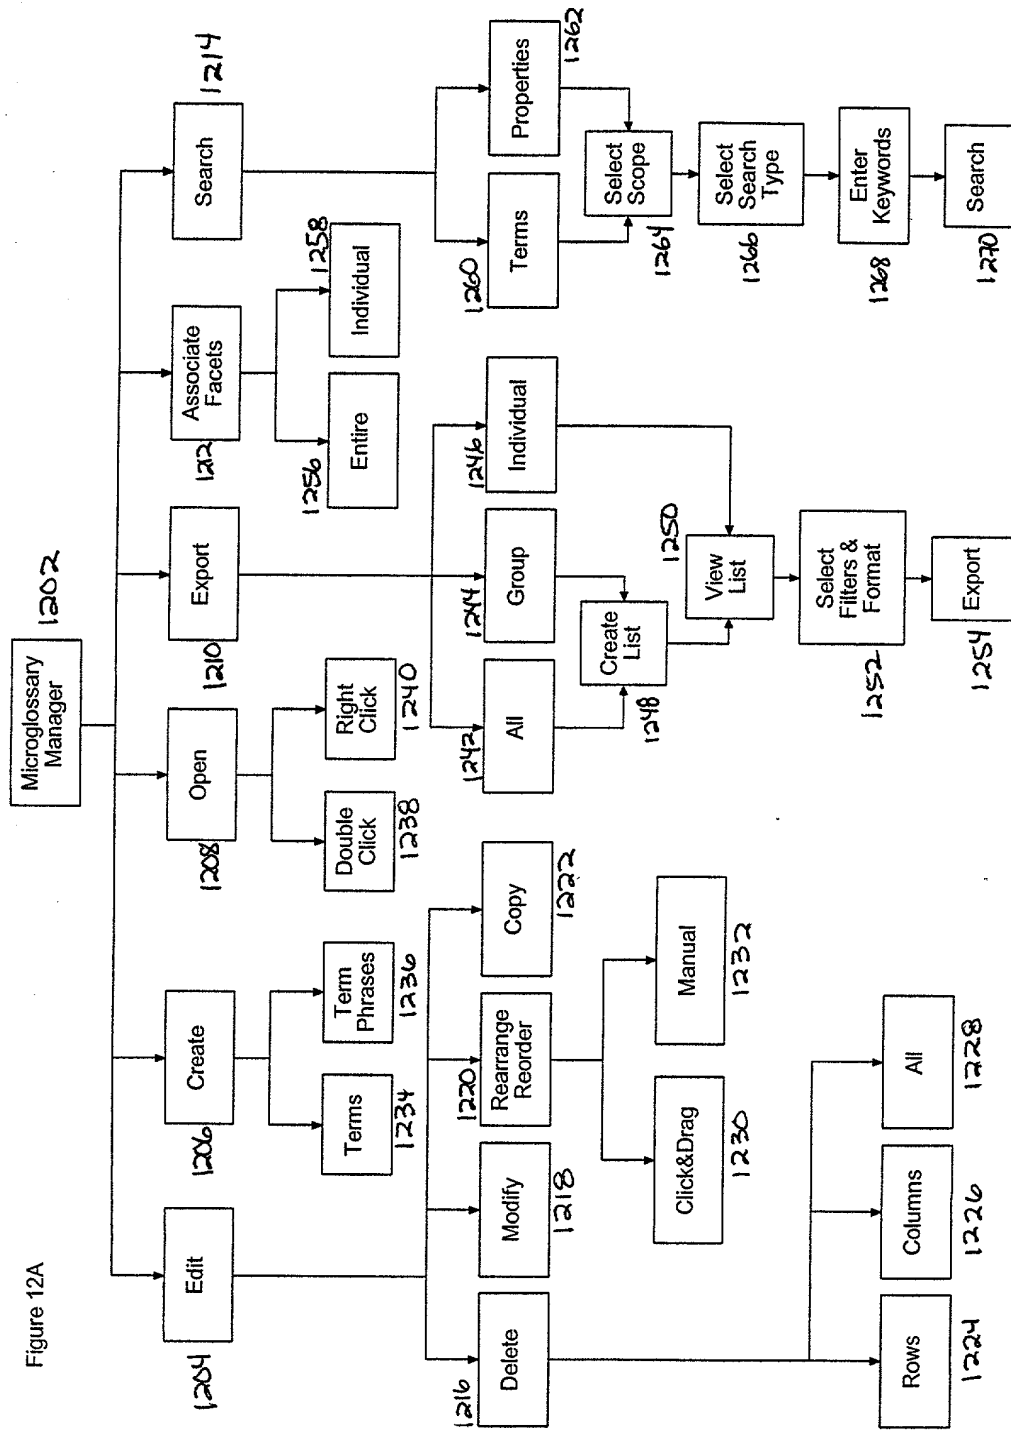 Figure 12A
Microglossary
Manager
1202
Edit
1204
Create
1206
Open
1208
Export
1210
Associate
Facets
1212
Search
1214
Terms
1234
Term
Phrases
1236
Double
Click
1238
Right
Click
1240
Entire
1256
Individual
1258
Delete
1216
Modify
1218
Rearrange
Reorder
1220
Copy
1222
All
1242
Group
1244
Individual
1246
Terms
1260
Properties
1262
Create
List
1248
Select
Scope
1264
Click&Drag
1230
Manual
1232
View
List
1250
Select
Search
Type
1266
Select
Filters &
Format
1252
Enter
Keywords
1268
Rows
1224
Columns
1226
All
1228
Export
1254
Search
1270